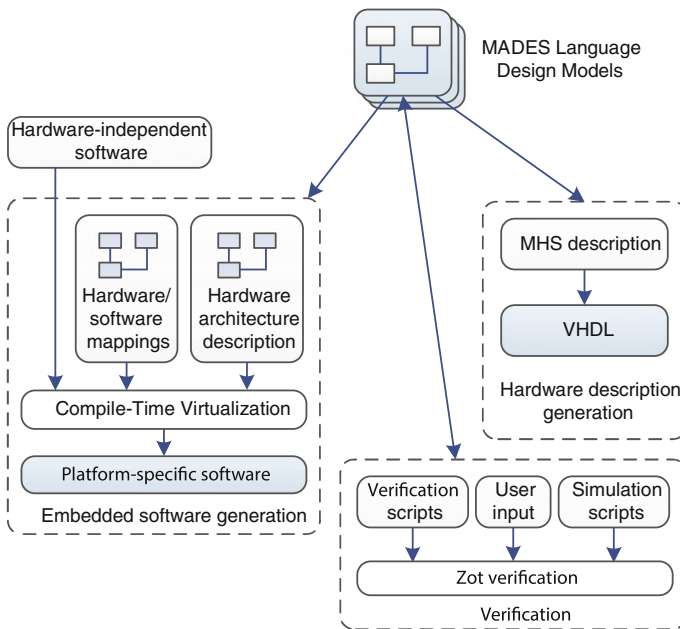 MADES Language
Design Models
Hardware-independent
software
Hardware/
software
mappings
Hardware
architecture
description
Compile-Time Virtualization
Platform-specific software
Embedded software generation
MHS description
VHDL
Hardware description
generation
Verification
scripts
User
input
Simulation
scripts
Zot verification
Verification